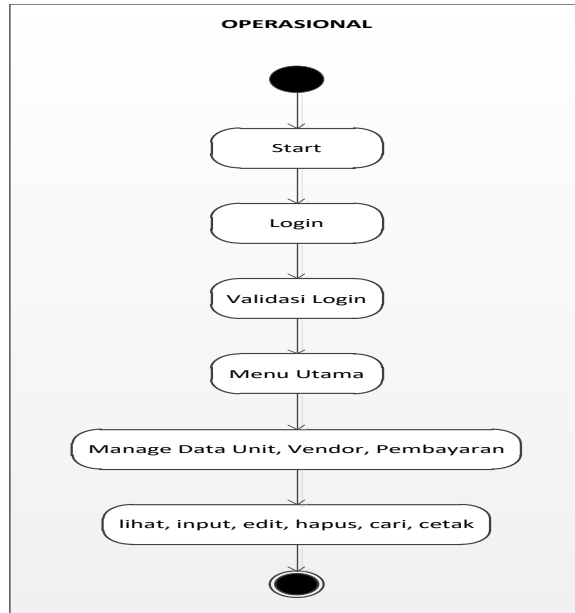 OPERASIONAL
Start
Login
Validasi Login
Menu Utama
Manage Data Unit, Vendor, Pembayaran
lihat, input, edit, hapus, cari, cetak